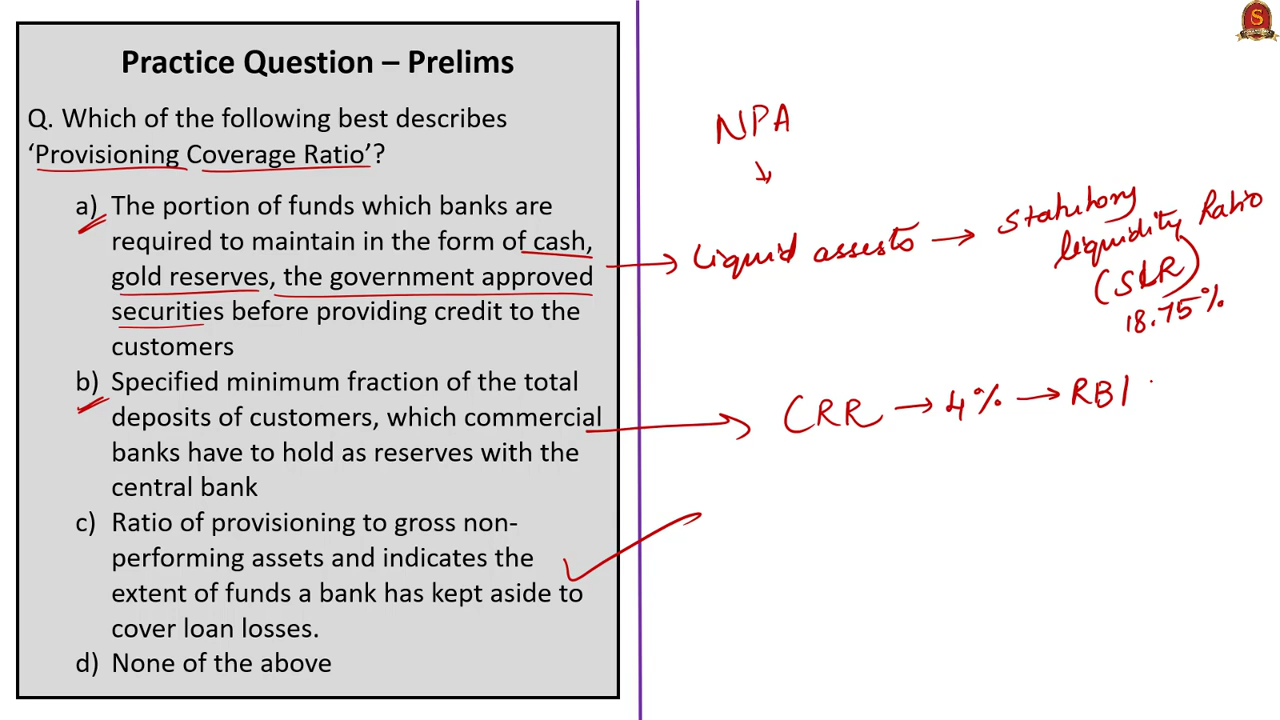 Practice Question – Prelims
Q. Which of the following best describes
‘Provisioning Coverage Ratio’?
a) The portion of funds which banks are
required to maintain in the form of cash,
gold reserves, the government approved
securities before providing credit to the
customers
b) Specified minimum fraction of the total
deposits of customers, which commercial
banks have to hold as reserves with the
central bank
c) Ratio of provisioning to gross non-
performing assets and indicates the
extent of funds a bank has kept aside to
cover loan losses.
d) None of the above
S
NPA
Liquid assests → Statutory
liquidity Ratio
(SLR)
18.75%
CRR → 4% → RBI